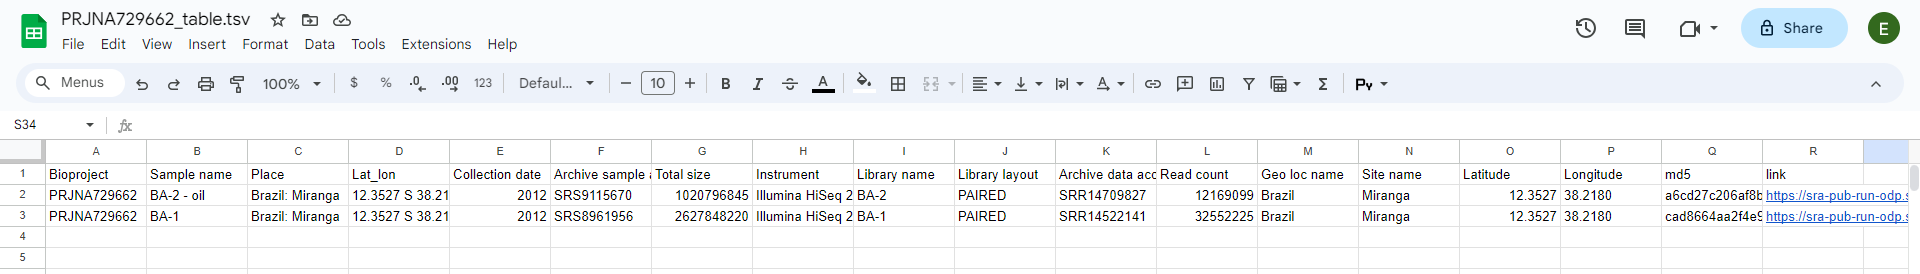 PRJNA729662_table.tsv
File Edit View Insert Format Data Tools Extensions Help
Share
E
Menus 100% $ % .0 .00 123 Defaul... − 10 + B I A Σ Py
S34 fx
A B C D E F G H I J K L M N O P Q R
1 Bioproject Sample name Place Lat_lon Collection date Archive sample a Total size Instrument Library name Library layout Archive data acc Read count Geo loc name Site name Latitude Longitude md5 link
2 PRJNA729662 BA-2 - oil Brazil: Miranga 12.3527 S 38.21 2012 SRS9115670 1020796845 Illumina HiSeq 2 BA-2 PAIRED SRR14709827 12169099 Brazil Miranga 12.3527 38.2180 a6cd27c206af8b https://sra-pub-run-odp.s
3 PRJNA729662 BA-1 Brazil: Miranga 12.3527 S 38.21 2012 SRS8961956 2627848220 Illumina HiSeq 2 BA-1 PAIRED SRR14522141 32552225 Brazil Miranga 12.3527 38.2180 cad8664aa2f4e9 https://sra-pub-run-odp.s
4
5